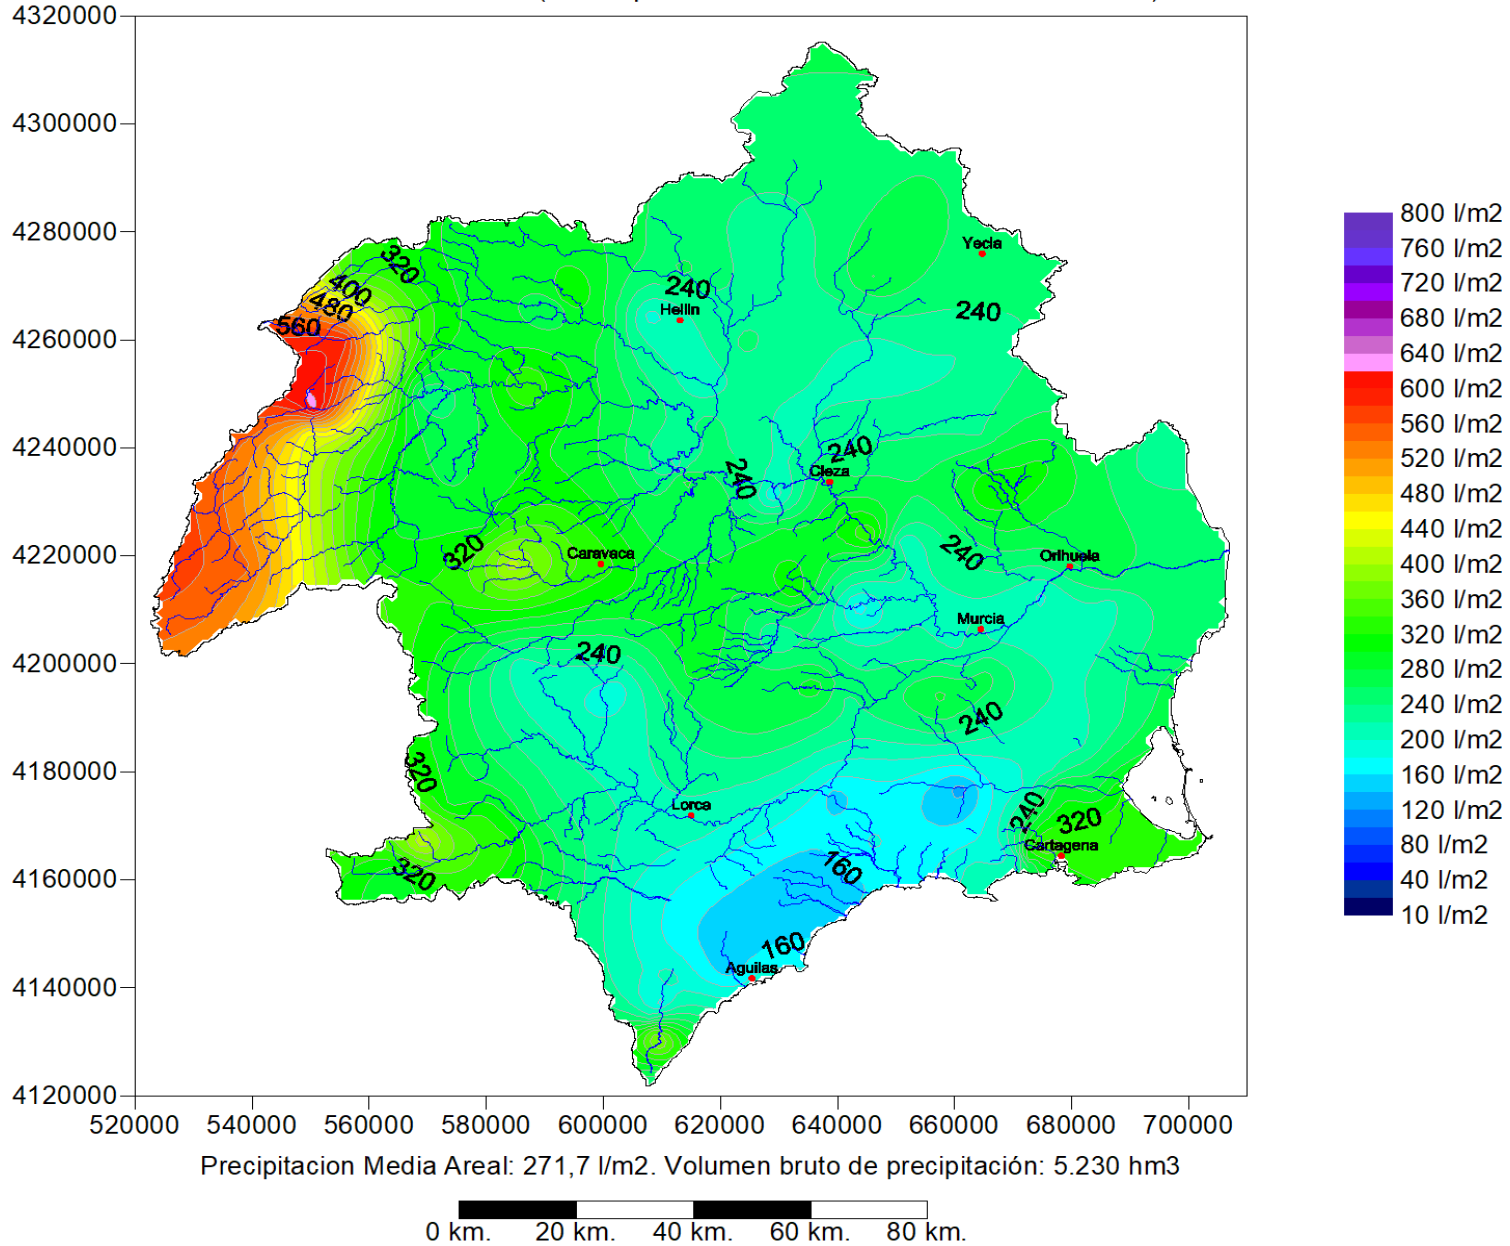 4320000
4300000
4280000
4260000
4240000
4220000
4200000
4180000
4160000
4140000
4120000
520000 540000 560000 580000 600000 620000 640000 660000 680000 700000
320
400
480
560
240
Hellin
Yecla
240
240
Cieza
240
320
Caravaca
240
Orihuela
Murcia
240
240
320
Lorca
240
320
Cartagena
320
160
160
Aguilas
800 l/m2
760 l/m2
720 l/m2
680 l/m2
640 l/m2
600 l/m2
560 l/m2
520 l/m2
480 l/m2
440 l/m2
400 l/m2
360 l/m2
320 l/m2
280 l/m2
240 l/m2
200 l/m2
160 l/m2
120 l/m2
80 l/m2
40 l/m2
10 l/m2
Precipitacion Media Areal: 271,7 l/m2. Volumen bruto de precipitación: 5.230 hm3
0 km. 20 km. 40 km. 60 km. 80 km.